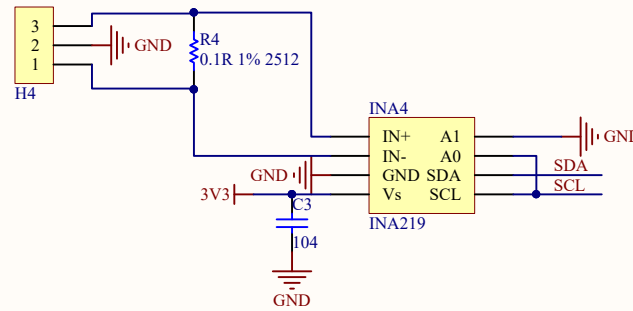 3
2
1
H4
GND
R4
0.1R 1% 2512
INA4
IN+
IN-
GND
Vs
A1
A0
SDA
SCL
INA219
GND
3V3
C3
104
GND
GND
SDA
SCL